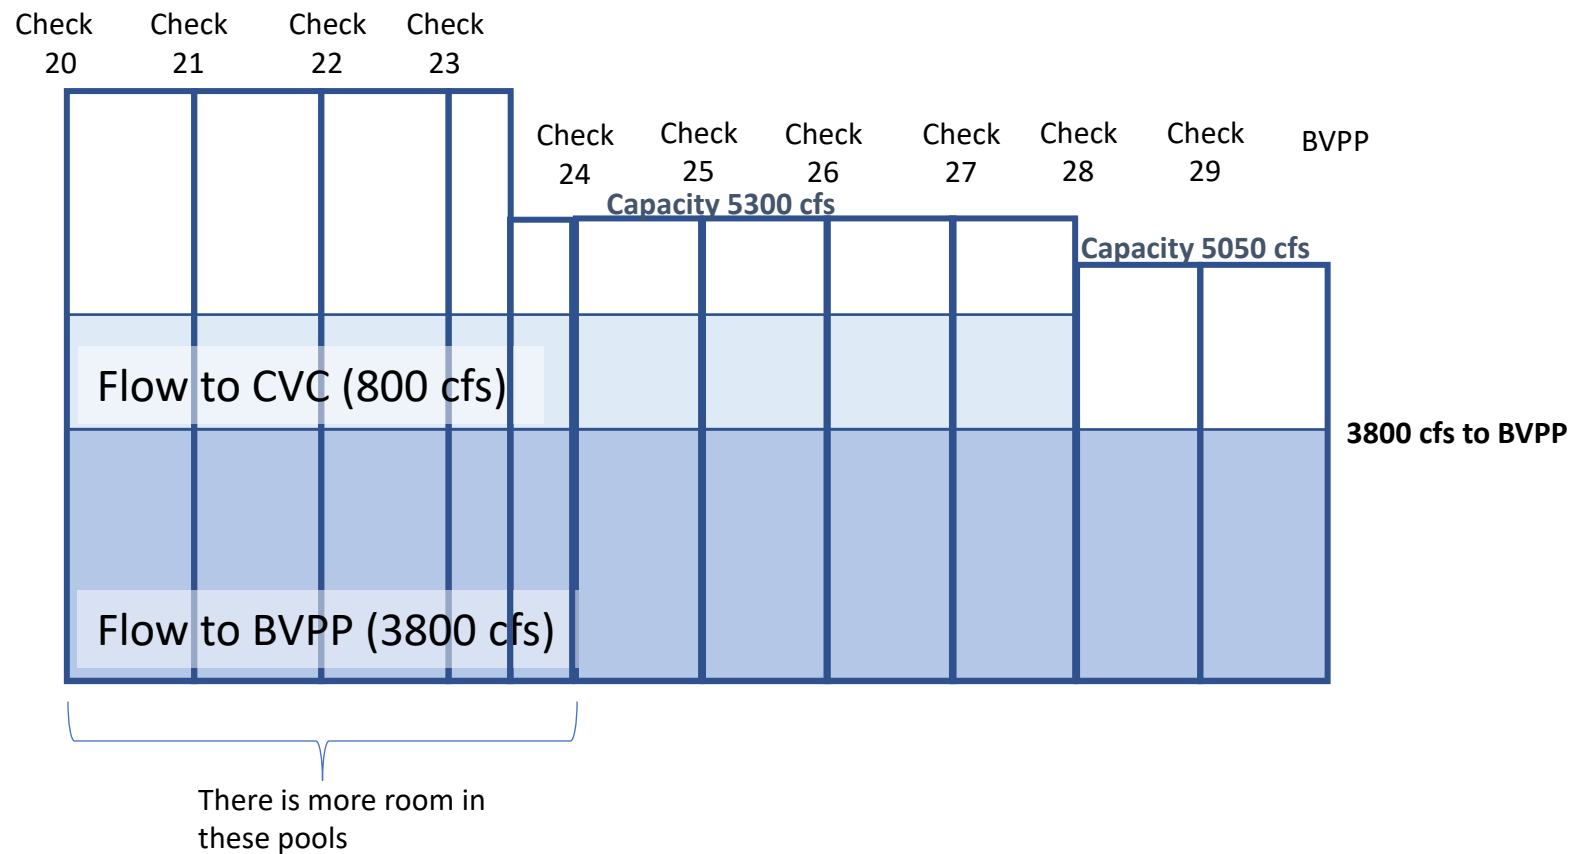 Check 20
Check 21
Check 22
Check 23
Check 24
Check 25
Check 26
Check 27
Check 28
Check 29
BVPP
Capacity 5300 cfs
Capacity 5050 cfs
Flow to CVC (800 cfs)
3800 cfs to BVPP
Flow to BVPP (3800 cfs)
There is more room in
these pools